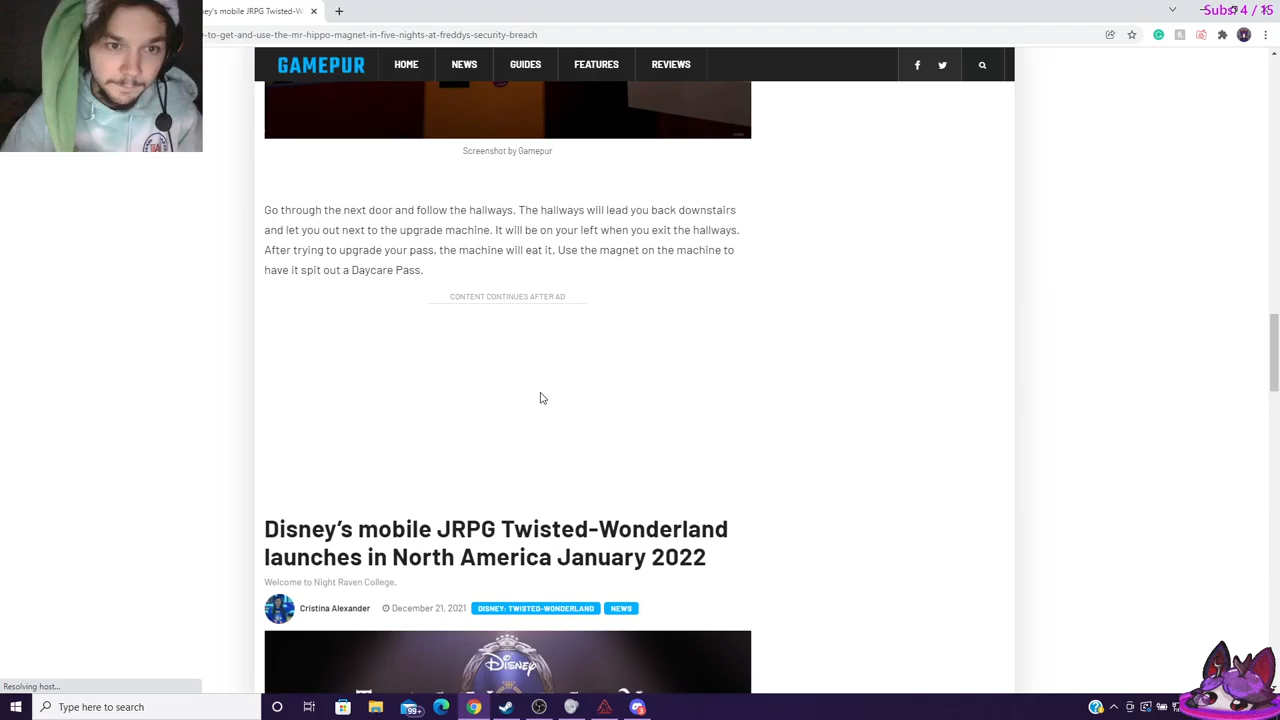 ney's mobile JRPG Twisted-W
Subs: 4 / 15
-to-get-and-use-the-mr-hippo-magnet-in-five-nights-at-freddys-security-breach
GAMEPUR
HOME
NEWS
GUIDES
FEATURES
REVIEWS
Screenshot by Gamepur
Go through the next door and follow the hallways. The hallways will lead you back downstairs
and let you out next to the upgrade machine. It will be on your left when you exit the hallways.
After trying to upgrade your pass, the machine will eat it. Use the magnet on the machine to
have it spit out a Daycare Pass.
CONTENT CONTINUES AFTER AD
Disney's mobile JRPG Twisted-Wonderland
launches in North America January 2022
Welcome to Night Raven College.
Cristina Alexander
December 21, 2021
DISNEY: TWISTED-WONDERLAND
NEWS
Disney
Resolving host...
Type here to search
99+